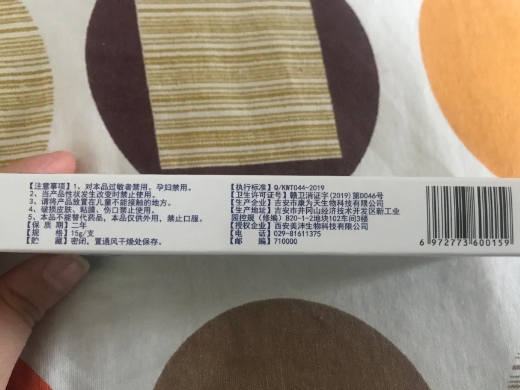 【注意事项】1、对本品过敏者禁用。孕妇禁用。
2、当产品性状发生改变时禁止使用。
3、请将产品放置在儿童不能接触的地方。
4、破损皮肤、粘膜、伤口禁止使用。
5、本品不能替代药品。本品仅供外用，禁止口服。
【保 质 期】二年
【规 格】15g/支
【贮 藏】密闭，置通风干燥处保存。
【执行标准】Q/KWT044-2019
【卫生许可证号】赣卫消证字(2019)第0046号
【生产企业】吉安市康为天生物科技有限公司
【生产地址】吉安市井冈山经济技术开发区新工业
园控规(修编)B20-1-2地块102车间3楼
【授权企业】西安美沣生物科技有限公司
【电 话】029-81611375
【邮 编】710000
6 972773 600159